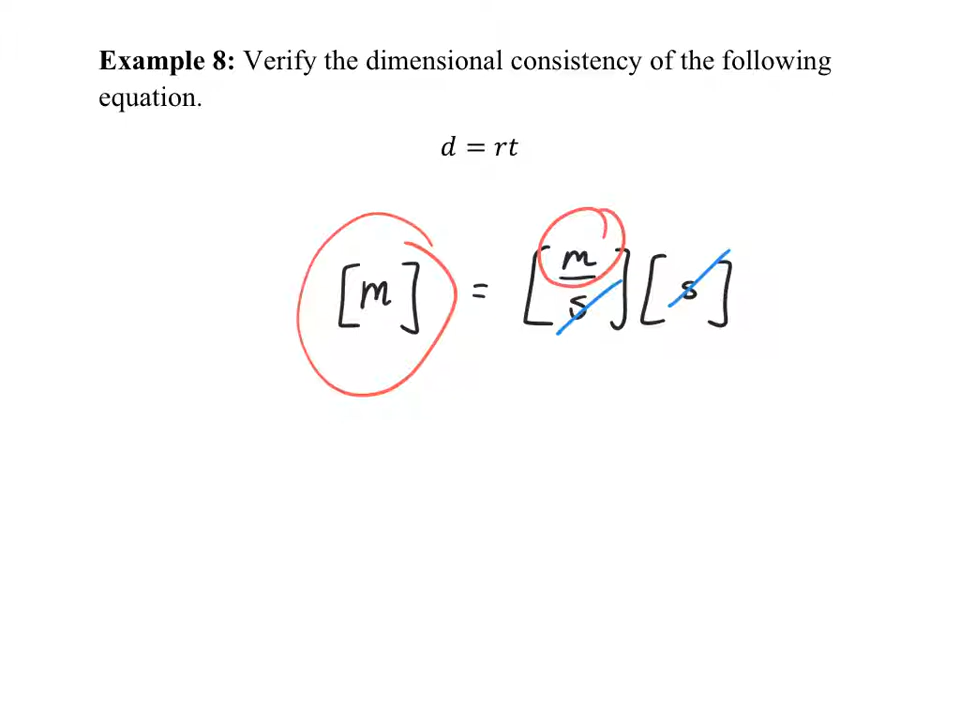 Example 8: Verify the dimensional consistency of the following
equation.
d = rt
[m] = [m/s][s]